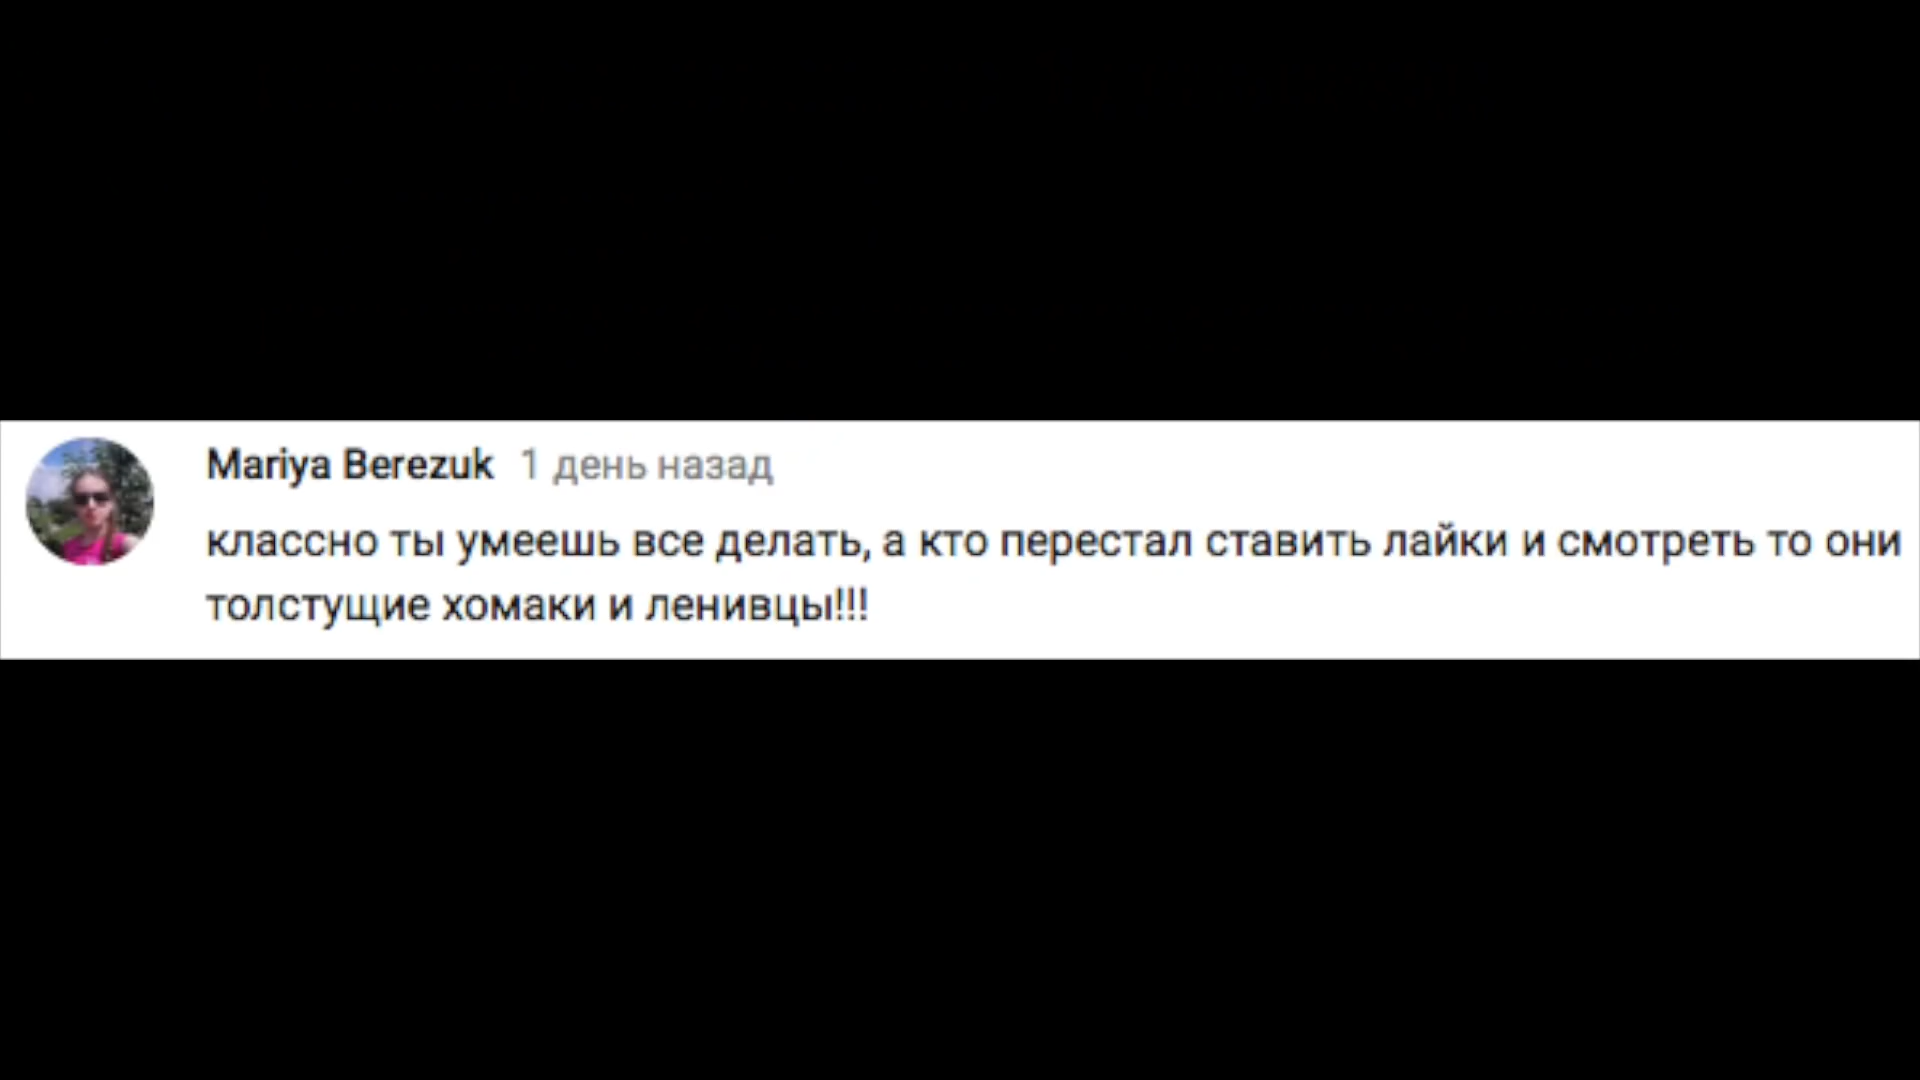 Mariya Berezuk 1 день назад
классно ты умеешь все делать, а кто перестал ставить лайки и смотреть то они
толстущие хомаки и ленивцы!!!